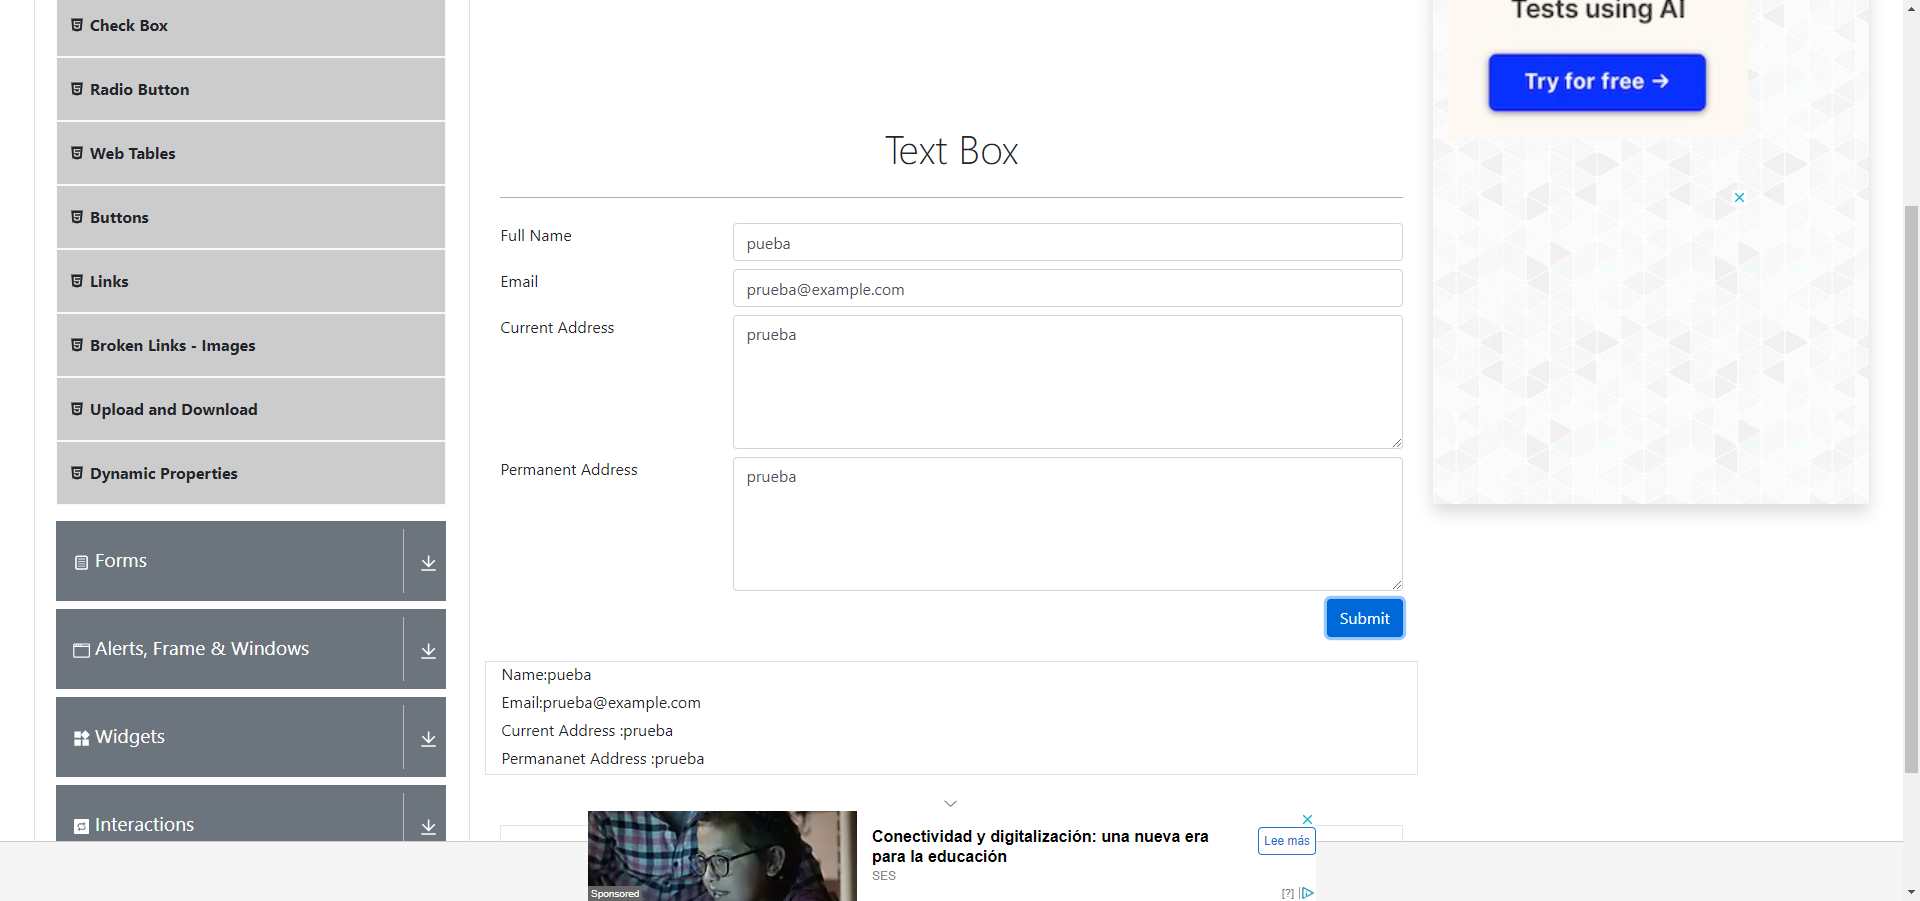 Check Box
Radio Button
Web Tables
Buttons
Links
Broken Links - Images
Upload and Download
Dynamic Properties
Forms
Alerts, Frame & Windows
Widgets
Interactions
Text Box
Full Name
pueba
Email
prueba@example.com
Current Address
prueba
Permanent Address
prueba
Submit
Name:pueba
Email:prueba@example.com
Current Address :prueba
Permananet Address :prueba
Tests using AI
Try for free →
Conectividad y digitalización: una nueva era
para la educación
SES
Lee más
Sponsored
[?]